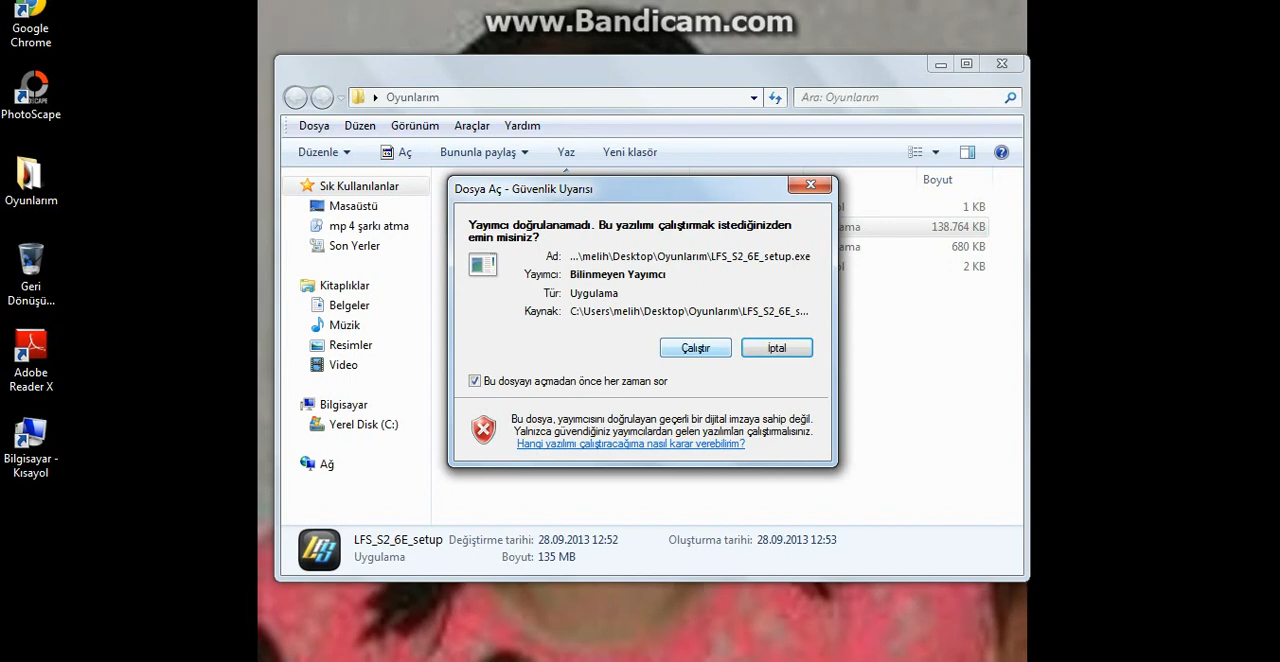 www.Bandicam.com
Google
Chrome
PhotoScape
Oyunlarım
Geri
Dönüşü...
Adobe
Reader X
Bilgisayar -
Kısayol
Oyunlarım
Ara: Oyunlarım
Dosya Düzen Görünüm Araçlar Yardım
Düzenle Aç Bununla paylaş Yaz Yeni klasör
Sık Kullanılanlar
Masaüstü
mp 4 şarkı atma
Son Yerler
Kitaplıklar
Belgeler
Müzik
Resimler
Video
Bilgisayar
Yerel Disk (C:)
Ağ
Boyut
1 KB
138.764 KB
680 KB
2 KB
Dosya Aç - Güvenlik Uyarısı
Yayımcı doğrulanamadı. Bu yazılımı çalıştırmak istediğinizden
emin misiniz?
Ad: ...\melih\Desktop\Oyunlarım\LFS_S2_6E_setup.exe
Yayımcı: Bilinmeyen Yayımcı
Tür: Uygulama
Kaynak: C:\Users\melih\Desktop\Oyunlarım\LFS_S2_6E_s...
Çalıştır İptal
Bu dosyayı açmadan önce her zaman sor
Bu dosya, yayımcısını doğrulayan geçerli bir dijital imzaya sahip değil.
Yalnızca güvendiğiniz yayımcılardan gelen yazılımları çalıştırmalısınız.
Hangi yazılımı çalıştıracağıma nasıl karar verebilirim?
LFS_S2_6E_setup Değiştirme tarihi: 28.09.2013 12:52 Oluşturma tarihi: 28.09.2013 12:53
Uygulama Boyut: 135 MB